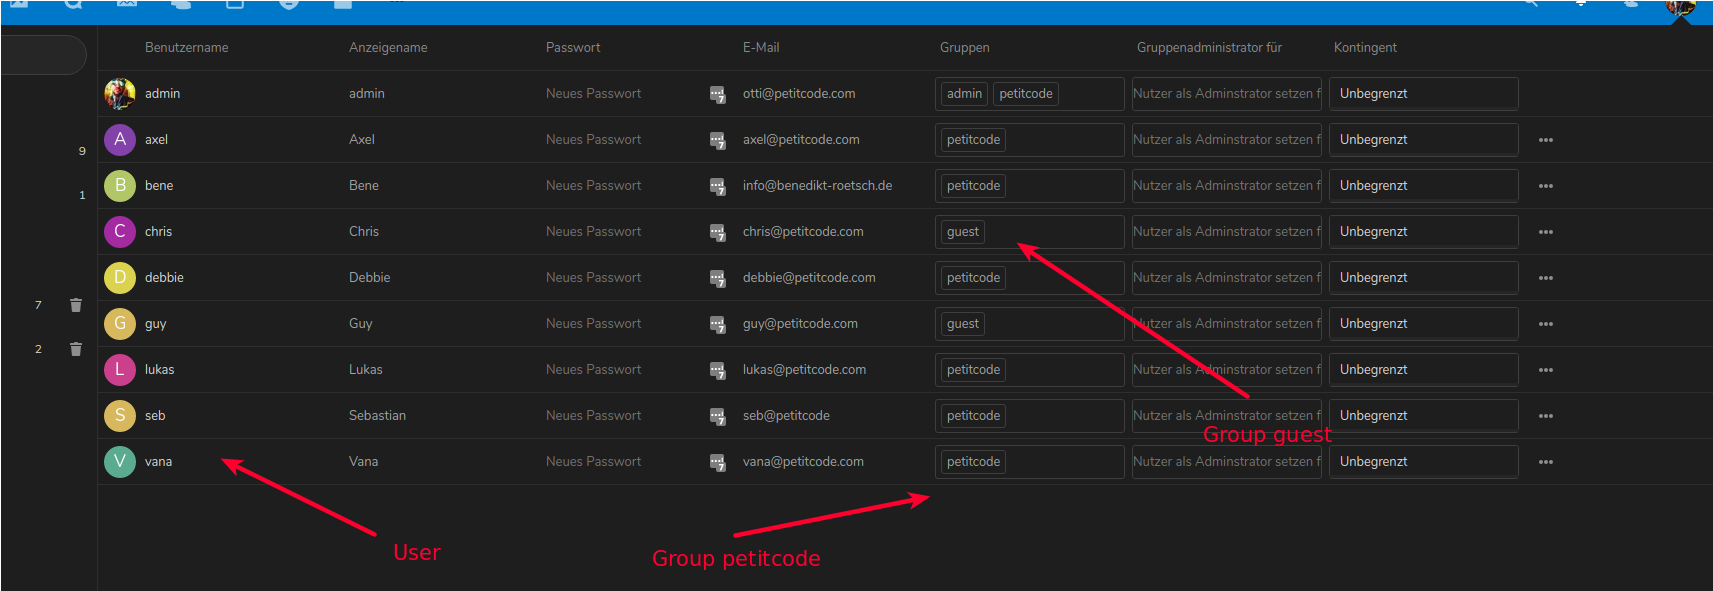 Benutzername Anzeigename Passwort E-Mail Gruppen Gruppenadministrator für Kontingent
admin admin Neues Passwort otti@petitcode.com admin petitcode Nutzer als Adminstrator setzen f Unbegrenzt
A axel Axel Neues Passwort axel@petitcode.com petitcode Nutzer als Adminstrator setzen f Unbegrenzt
9
B bene Bene Neues Passwort info@benedikt-roetsch.de petitcode Nutzer als Adminstrator setzen f Unbegrenzt
1
C chris Chris Neues Passwort chris@petitcode.com guest Nutzer als Adminstrator setzen f Unbegrenzt
D debbie Debbie Neues Passwort debbie@petitcode.com petitcode Nutzer als Adminstrator setzen f Unbegrenzt
7
G guy Guy Neues Passwort guy@petitcode.com guest Nutzer als Adminstrator setzen f Unbegrenzt
2
L lukas Lukas Neues Passwort lukas@petitcode.com petitcode Nutzer als Adminstrator setzen f Unbegrenzt
S seb Sebastian Neues Passwort seb@petitcode petitcode Nutzer als Adminstrator setzen f Unbegrenzt
Group guest
V vana Vana Neues Passwort vana@petitcode.com petitcode Nutzer als Adminstrator setzen f Unbegrenzt
User
Group petitcode